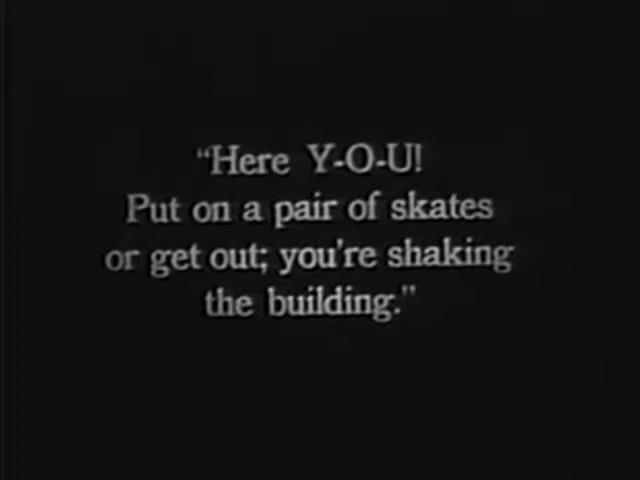 “Here Y-O-U!
Put on a pair of skates
or get out; you're shaking
the building.”